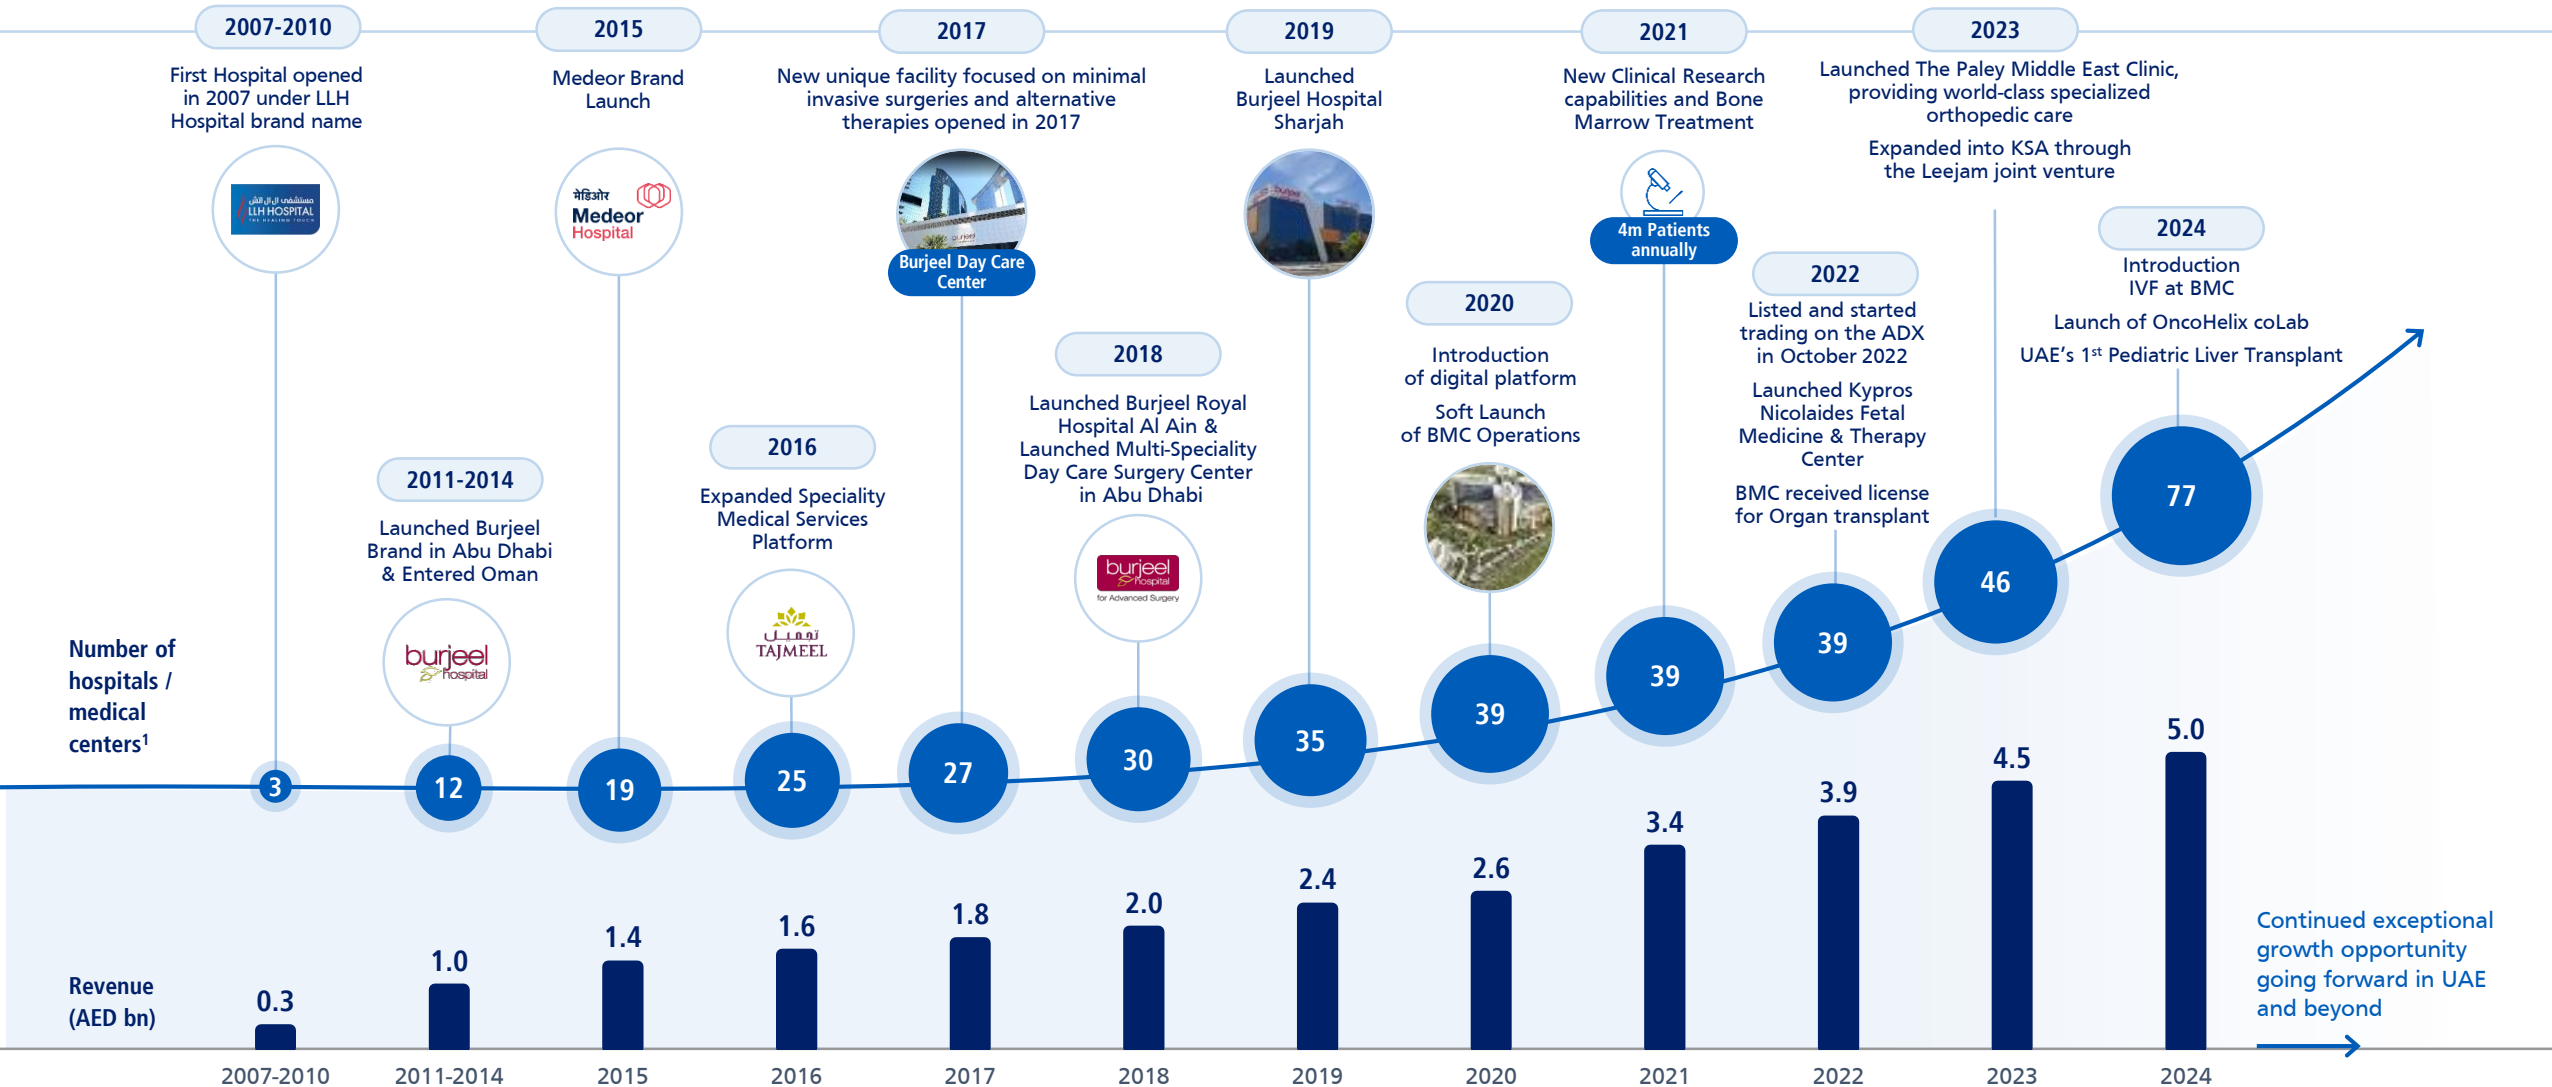 2007-2010
First Hospital opened
in 2007 under LLH
Hospital brand name
مستشفى ال ال اتش
LLH HOSPITAL
THE HEALING TOUCH
2011-2014
Launched Burjeel
Brand in Abu Dhabi
& Entered Oman
burjeel
hospital
2015
Medeor Brand
Launch
मेडिओर
Medeor
Hospital
2016
Expanded Speciality
Medical Services
Platform
تجميل
TAJMEEL
2017
New unique facility focused on minimal
invasive surgeries and alternative
therapies opened in 2017
burjeel
Burjeel Day Care
Center
2018
Launched Burjeel Royal
Hospital Al Ain &
Launched Multi-Speciality
Day Care Surgery Center
in Abu Dhabi
burjeel
hospital
for Advanced Surgery
2019
Launched
Burjeel Hospital
Sharjah
2020
Introduction
of digital platform
Soft Launch
of BMC Operations
2021
New Clinical Research
capabilities and Bone
Marrow Treatment
4m Patients
annually
2022
Listed and started
trading on the ADX
in October 2022
Launched Kypros
Nicolaides Fetal
Medicine & Therapy
Center
BMC received license
for Organ transplant
2023
Launched The Paley Middle East Clinic,
providing world-class specialized
orthopedic care
Expanded into KSA through
the Leejam joint venture
2024
Introduction
IVF at BMC
Launch of OncoHelix coLab
UAE's 1st Pediatric Liver Transplant
Number of
hospitals /
medical
centers1
3
12
19
25
27
30
35
39
39
39
46
77
Revenue
(AED bn)
0.3
1.0
1.4
1.6
1.8
2.0
2.4
2.6
3.4
3.9
4.5
5.0
Continued exceptional
growth opportunity
going forward in UAE
and beyond
2007-2010
2011-2014
2015
2016
2017
2018
2019
2020
2021
2022
2023
2024